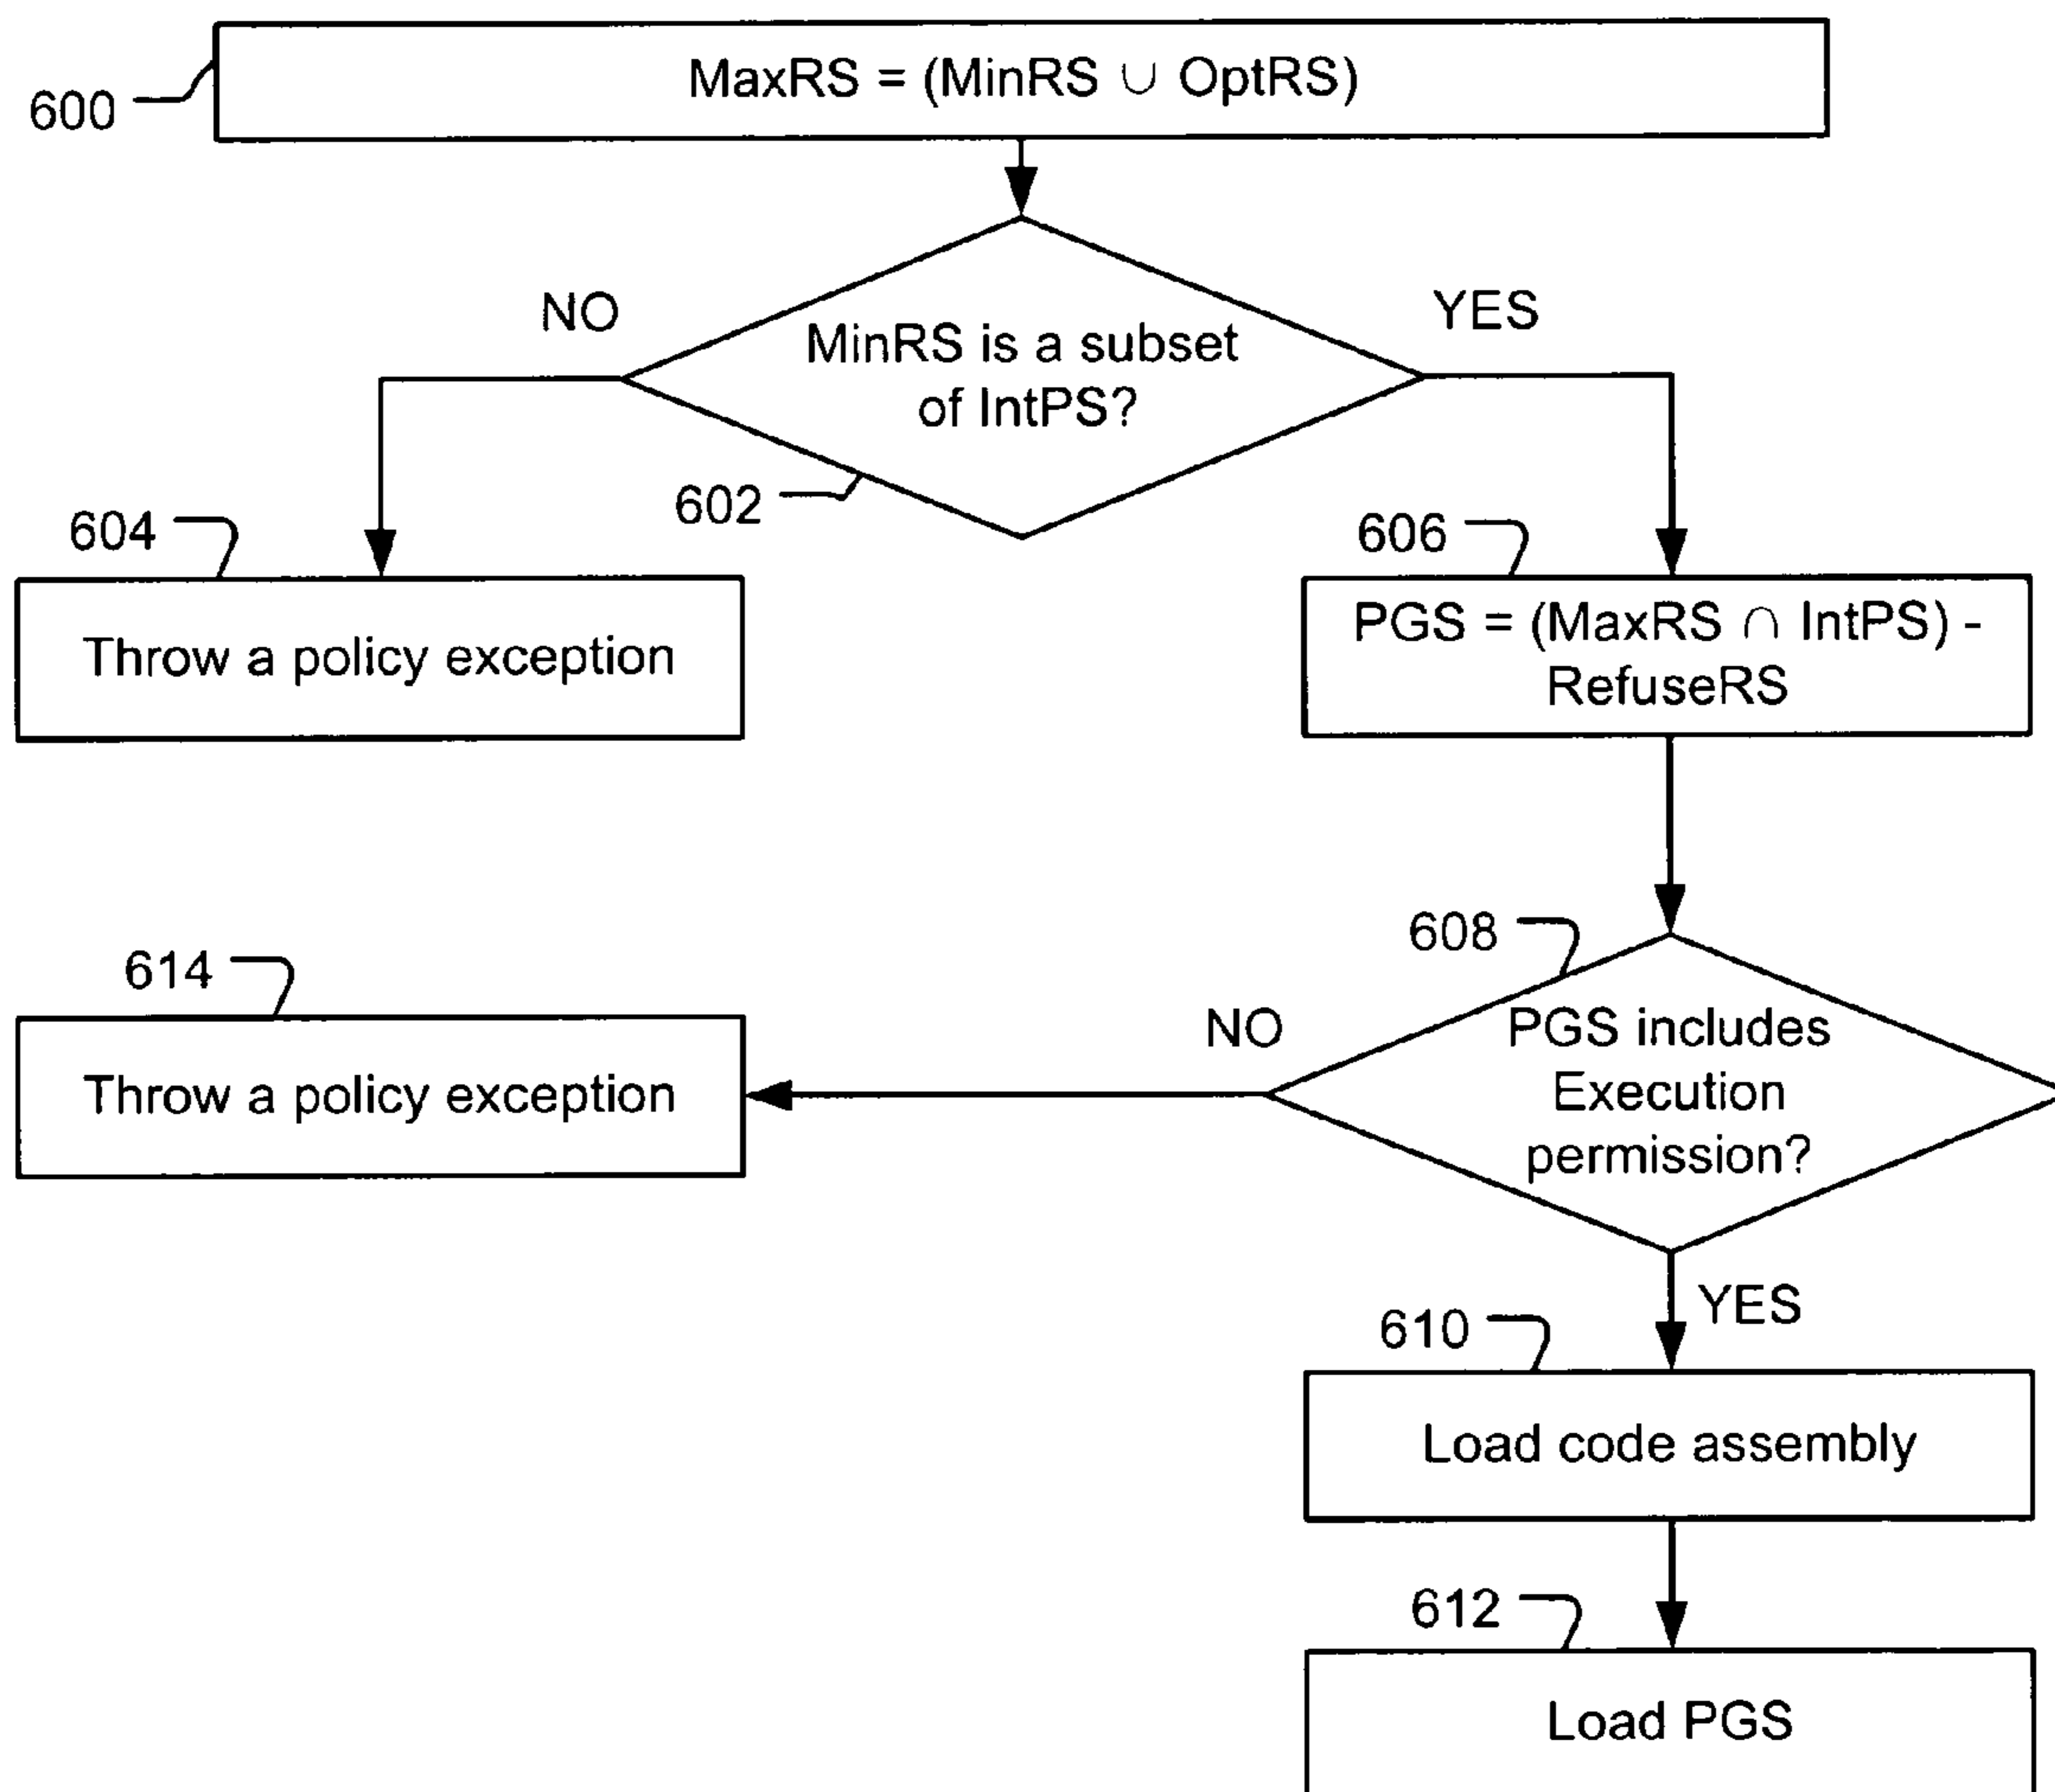 MaxRS = (MinRS ∪ OptRS)
600
NO
YES
MinRS is a subset
of IntPS?
602
604
606
Throw a policy exception
PGS = (MaxRS ∩ IntPS) -
RefuseRS
608
614
NO
PGS includes
Execution
permission?
Throw a policy exception
YES
610
Load code assembly
612
Load PGS